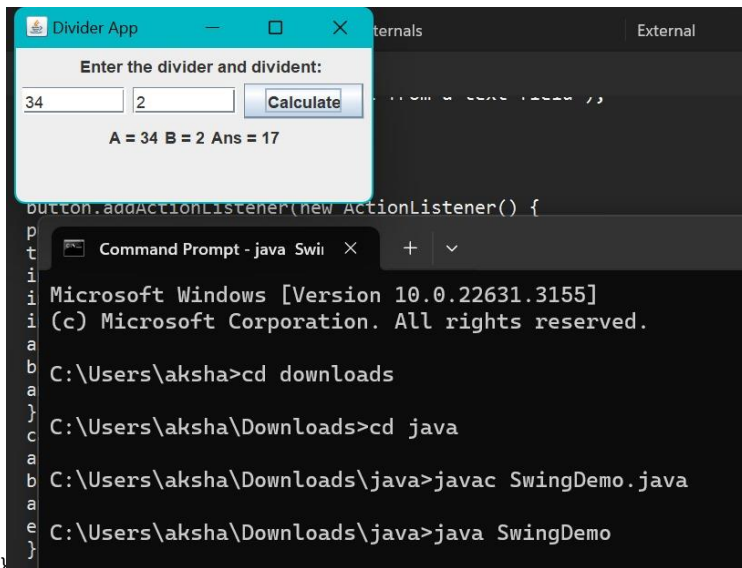 Divider App
ternals
External
Enter the divider and divident:
34
2
Calculate
A = 34 B = 2 Ans = 17
button.addActionListener(new ActionListener() {
p
t
i
i
i
a
b
a
}
c
a
b
a
e
}
}
Command Prompt - java Swi
Microsoft Windows [Version 10.0.22631.3155]
(c) Microsoft Corporation. All rights reserved.
C:\Users\aksha>cd downloads
C:\Users\aksha\Downloads>cd java
C:\Users\aksha\Downloads\java>javac SwingDemo.java
C:\Users\aksha\Downloads\java>java SwingDemo